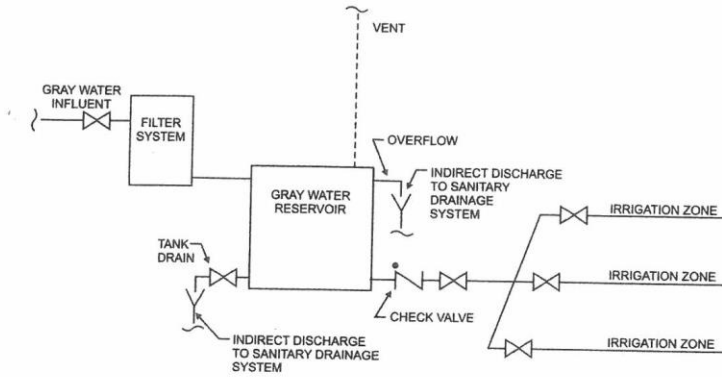 VENT
GRAY WATER
INFLUENT
FILTER
SYSTEM
OVERFLOW
INDIRECT DISCHARGE
TO SANITARY
DRAINAGE
SYSTEM
GRAY WATER
RESERVOIR
IRRIGATION ZONE
TANK
DRAIN
IRRIGATION ZONE
CHECK VALVE
INDIRECT DISCHARGE
TO SANITARY DRAINAGE
SYSTEM
IRRIGATION ZONE